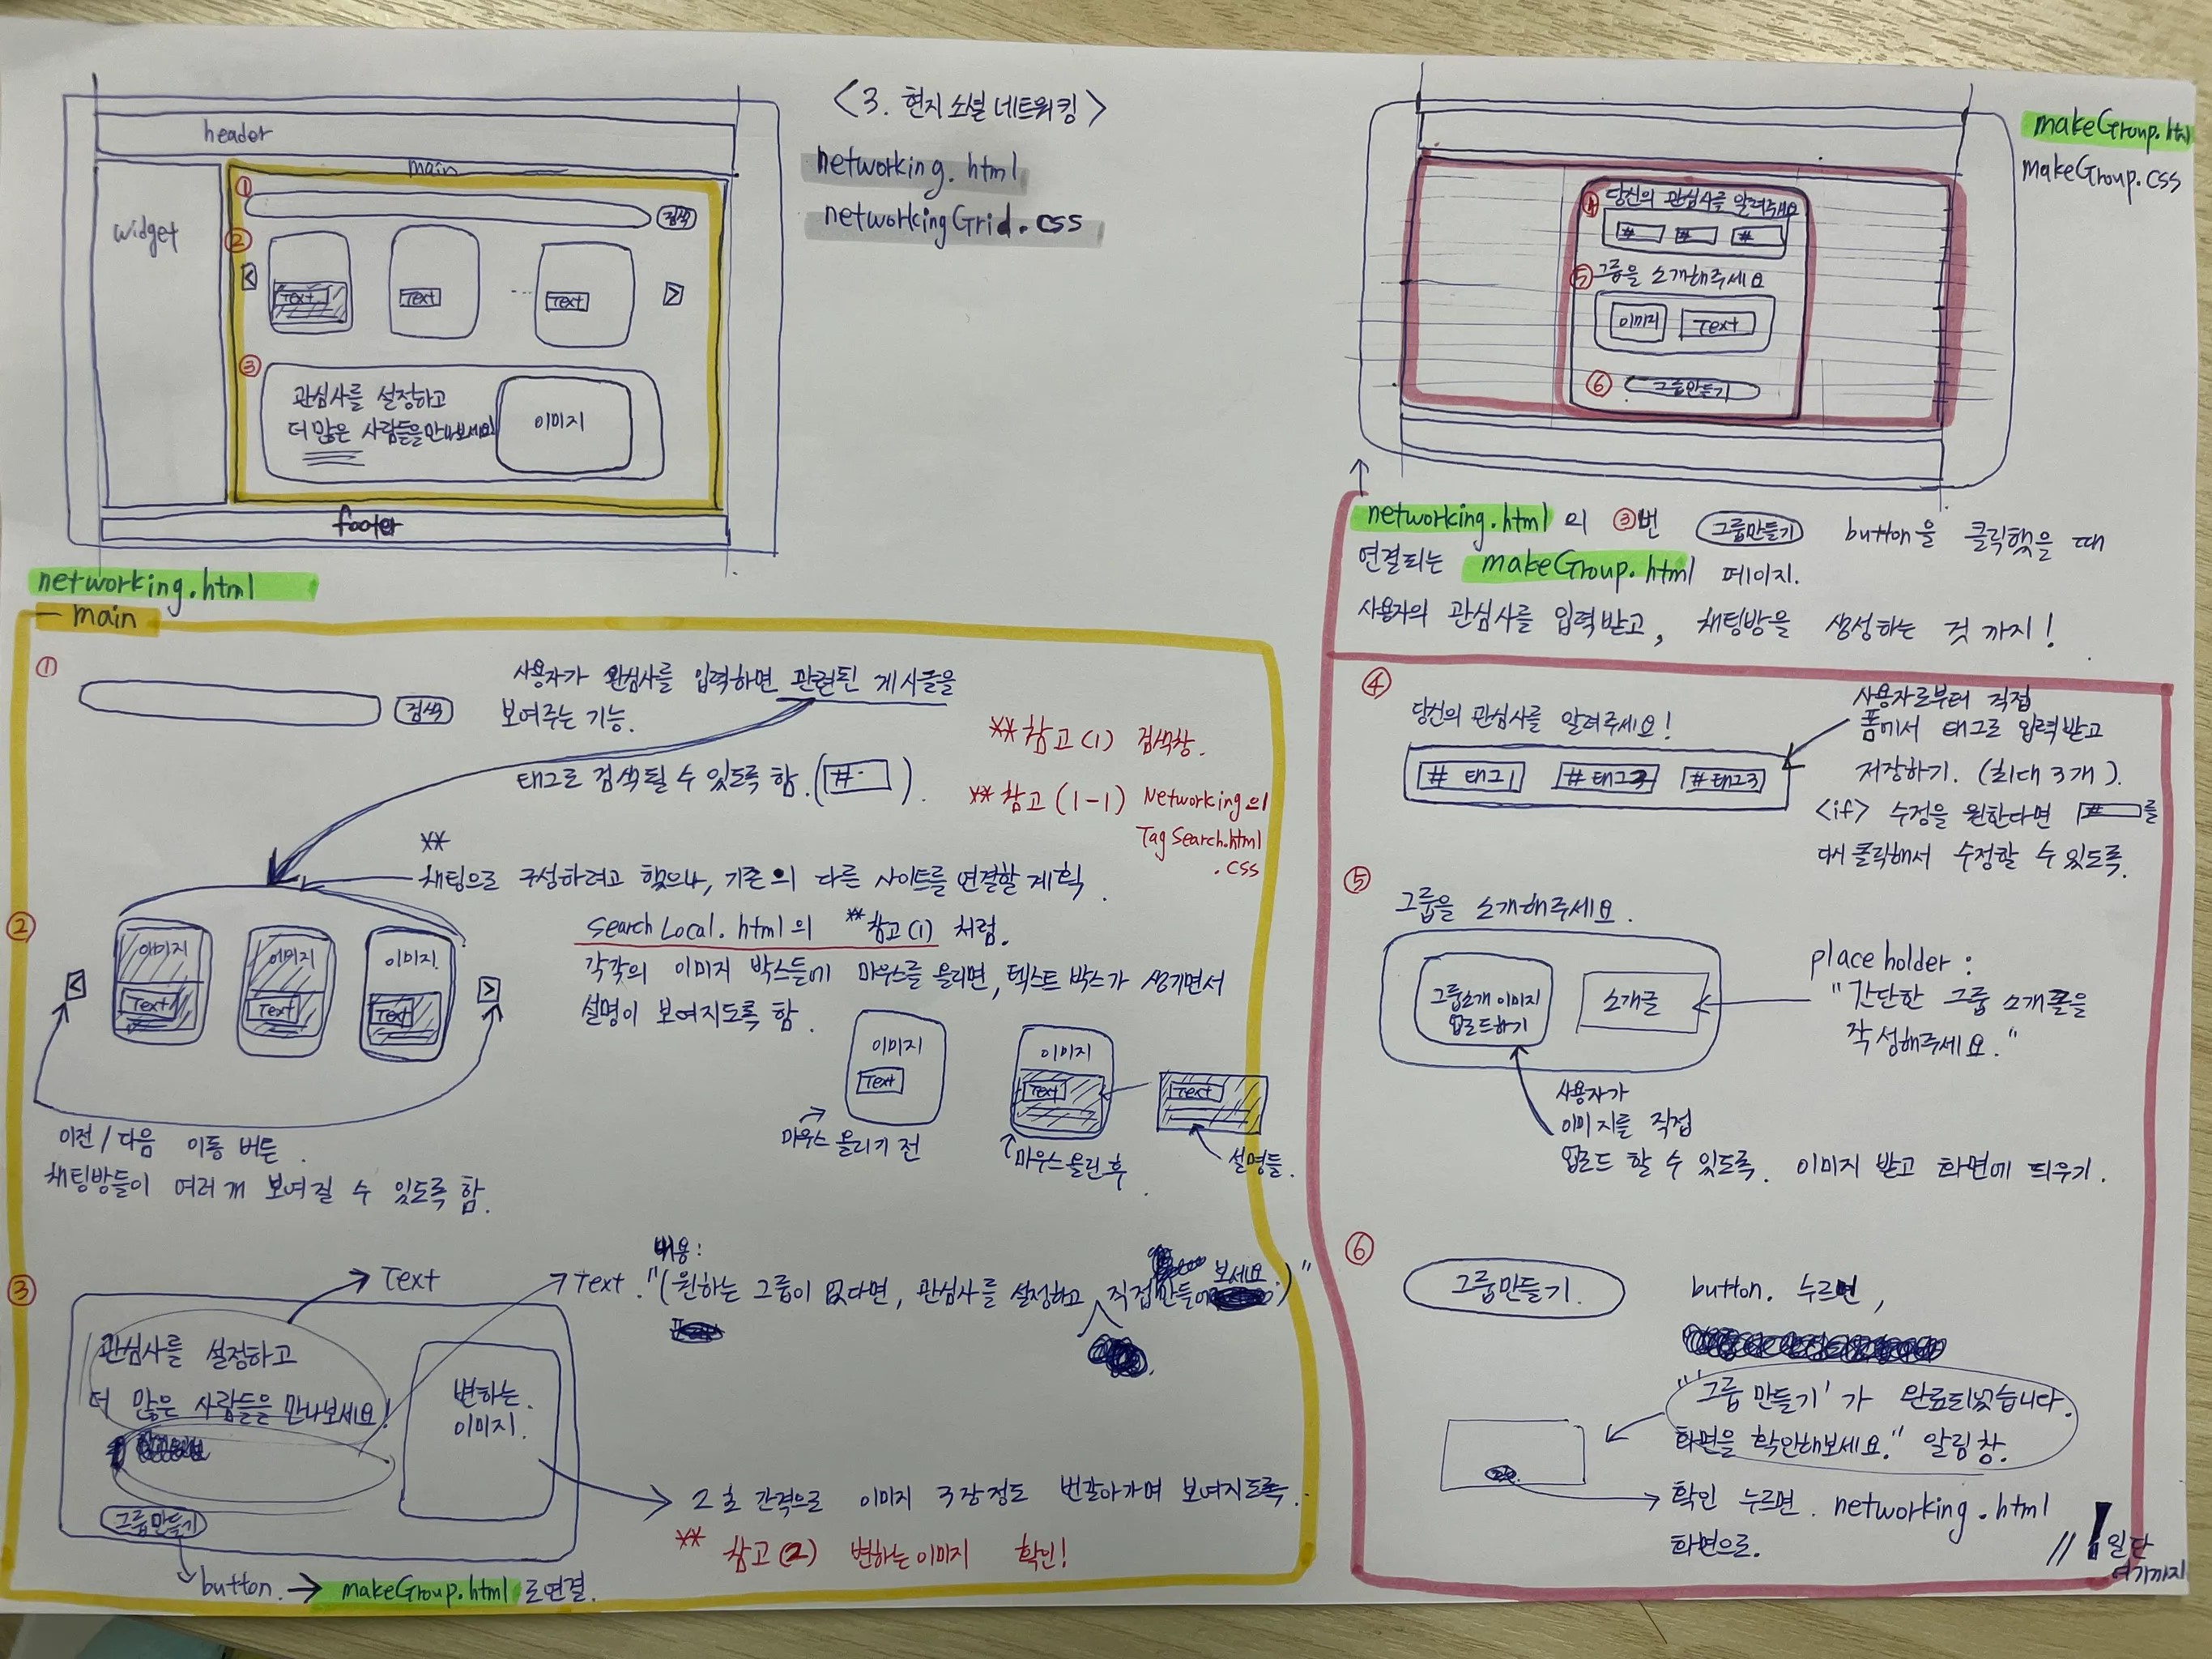 <3. 현지 소셜 네트워킹>
networking.html
networkingGrid.css
header
main
widget
①
검색
②
<
Text
Text
...
Text
>
③
관심사를 설정하고
더 많은 사람들을 만나보세요!
이미지
footer
makeGroup.html
makeGroup.css
④ 당신의 관심사를 알려주세요
# # #
⑤ 그룹을 소개해주세요
이미지
Text
⑥ 그룹만들기
networking.html
- main
①
검색
사용자가 관심사를 입력하면 관련된 게시글을
보여주는 기능.
태그로 검색될 수 있도록 함. (#)
** 참고(1) 검색창.
** 참고(1-1) Networking의
TagSearch.html
.css
**
채팅으로 구성하려고 했으나, 기존의 다른 사이트를 연결할 계획.
②
<
이미지
Text
이미지
Text
이미지
Text
>
SearchLocal.html의 **참고(1) 처럼.
각각의 이미지 박스들에 마우스를 올리면, 텍스트 박스가 생기면서
설명이 보여지도록 함.
이미지
Text
마우스 올리기 전
이미지
Text
마우스 올린 후
Text
설명들.
이전/다음 이동 버튼.
채팅방들이 여러개 보여질 수 있도록 함.
③
Text
관심사를 설정하고
더 많은 사람들을 만나보세요!
그룹만들기
변하는
이미지.
내용:
Text. "(원하는 그룹이 없다면, 관심사를 설정하고, 직접 만들어 보세요.)"
2초 간격으로 이미지 3장정도 번갈아가며 보여지도록.
** 참고(2) 변하는 이미지 확인!
button. → makeGroup.html 로 연결.
networking.html 의 ③번 그룹만들기 button을 클릭했을 때
연결되는 makeGroup.html 페이지.
사용자의 관심사를 입력받고, 채팅방을 생성하는 것 까지!
④
당신의 관심사를 알려주세요!
# 태그1 # 태그2 # 태그3
사용자로부터 직접
폼에서 태그로 입력받고
저장하기. (최대 3개).
<if> 수정을 원한다면 #를
다시 클릭해서 수정할 수 있도록.
⑤
그룹을 소개해주세요.
그룹소개 이미지
업로드하기
소개글
placeholder:
"간단한 그룹 소개글을
작성해주세요."
사용자가
이미지를 직접
업로드 할 수 있도록. 이미지 받고 화면에 띄우기.
⑥
그룹만들기.
button. 누르면,
"'그룹 만들기'가 완료되었습니다.
화면을 확인해보세요." 알림창.
확인 누르면. networking.html
화면으로.
// ! 일단
여기까지